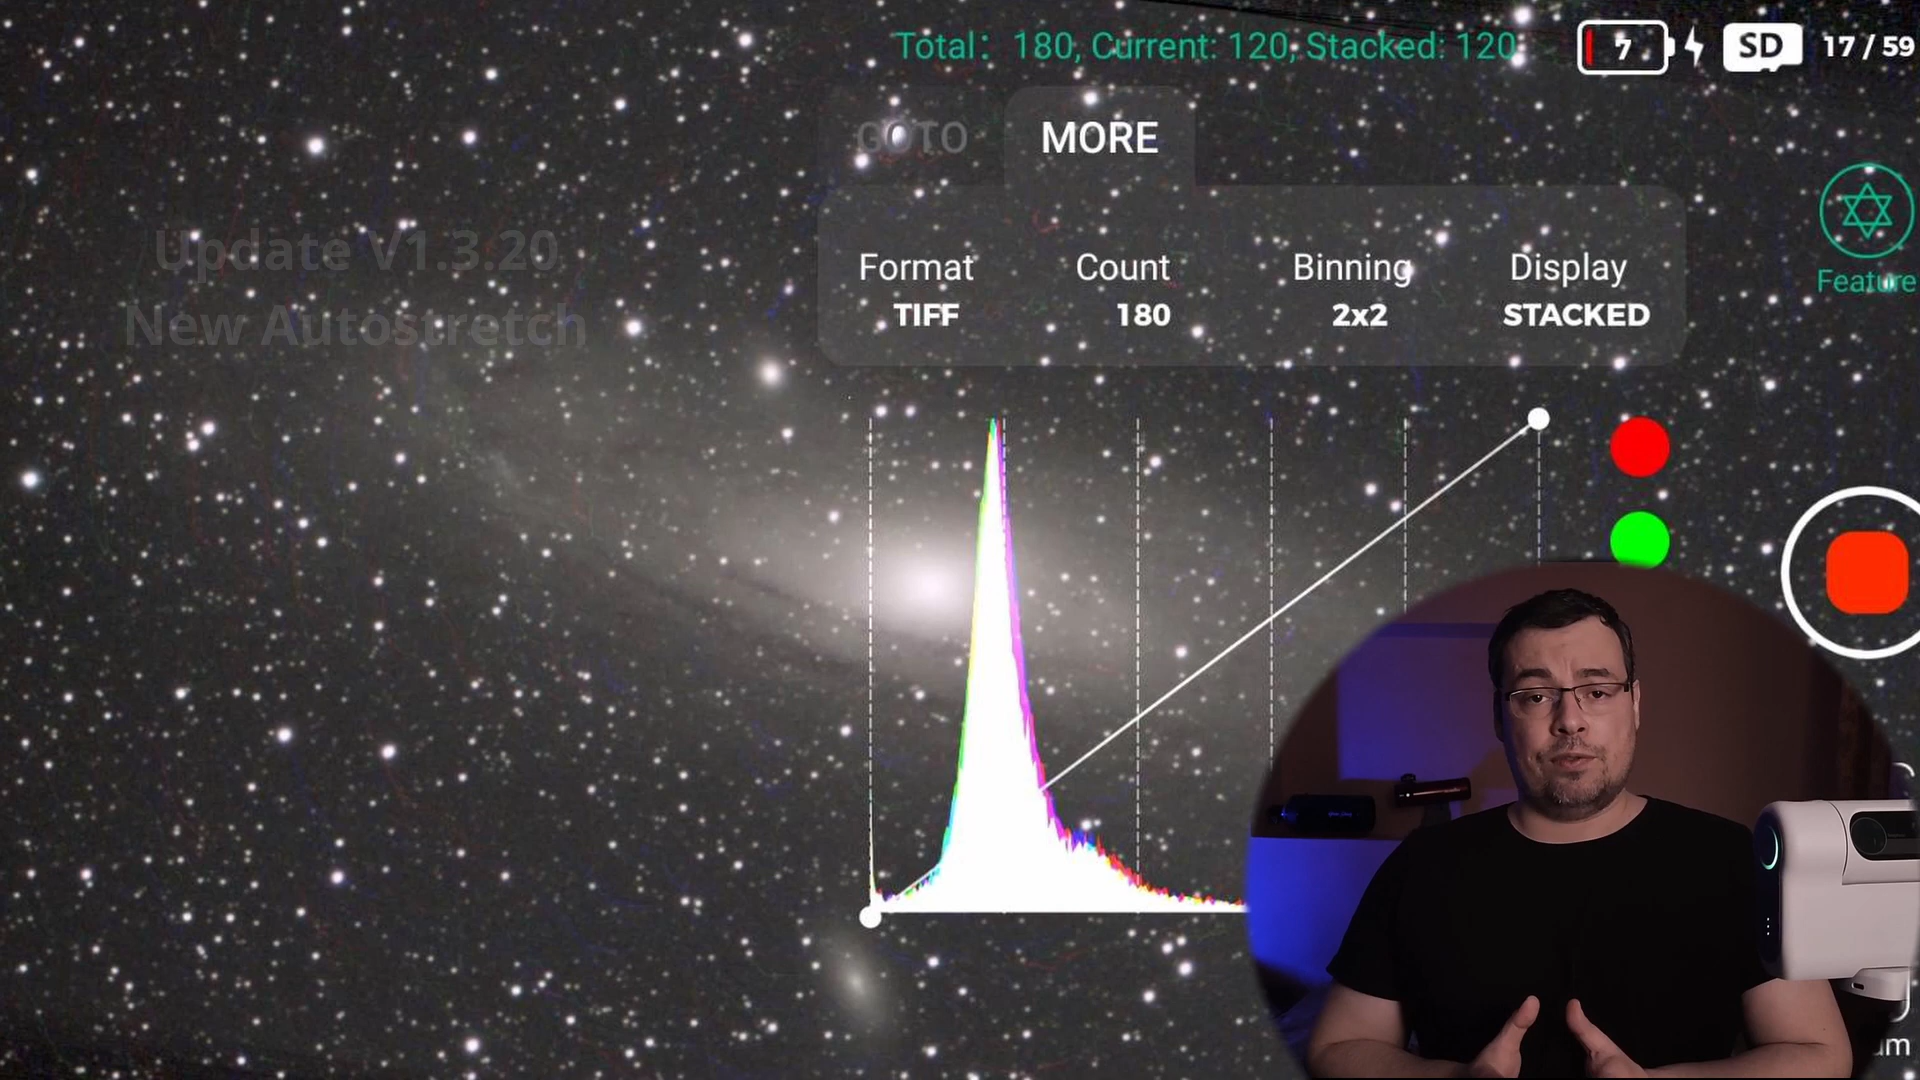 Total: 180, Current: 120, Stacked: 120
7
SD
17 / 59
GOTO
MORE
Update V1.3.20
New Autostretch
Format
Count
Binning
Display
TIFF
180
2x2
STACKED
Feature